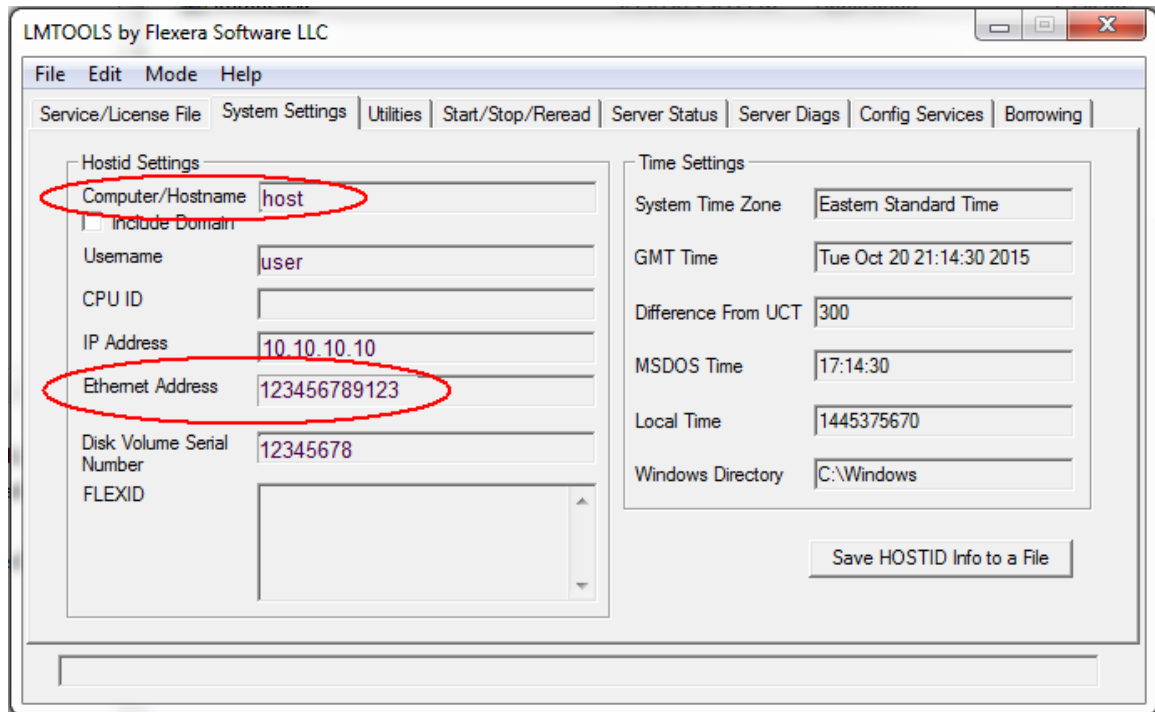 LMTOOLS by Flexera Software LLC
File Edit Mode Help
Service/License File System Settings Utilities Start/Stop/Reread Server Status Server Diags Config Services Borrowing
Hostid Settings
Computer/Hostname host
Include Domain
Username user
CPU ID
IP Address 10.10.10.10
Ethernet Address 123456789123
Disk Volume Serial
Number 12345678
FLEXID
Time Settings
System Time Zone Eastern Standard Time
GMT Time Tue Oct 20 21:14:30 2015
Difference From UCT 300
MSDOS Time 17:14:30
Local Time 1445375670
Windows Directory C:\Windows
Save HOSTID Info to a File